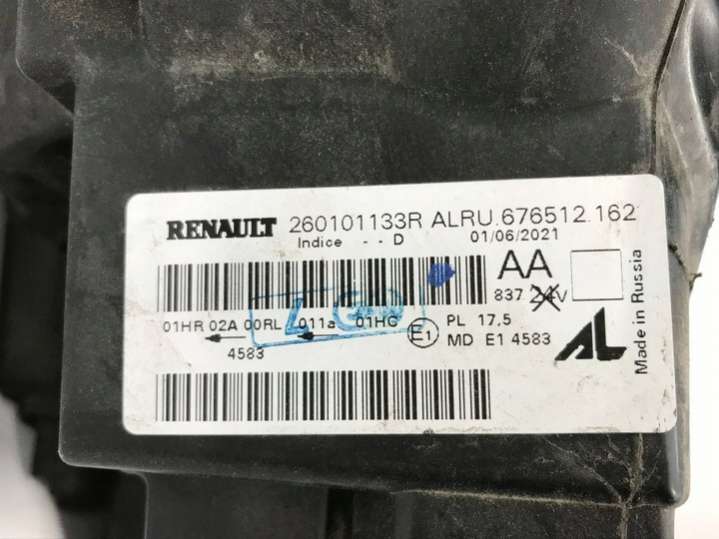 RENAULT 260101133R ALRU.676512.162
Indice - - D 01/06/2021
AA
837 24V
01HR 02A 00RL 011a 01HC E1 PL 17,5
4583 MD E1 4583
AL
Made in Russia